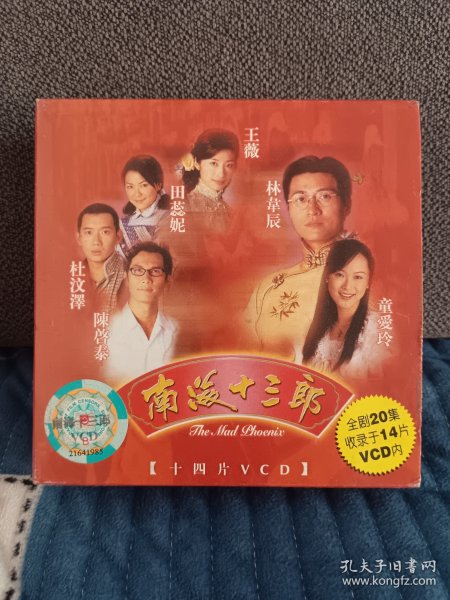 王薇
田蕊妮
林韋辰
杜汶澤
陳啓泰
童愛玲
南海十三郎
The Mad Phoenix
VCD
21641985
【十四片VCD】
全剧20集
收录于14片
VCD内
孔夫子旧书网
www.kongfz.com